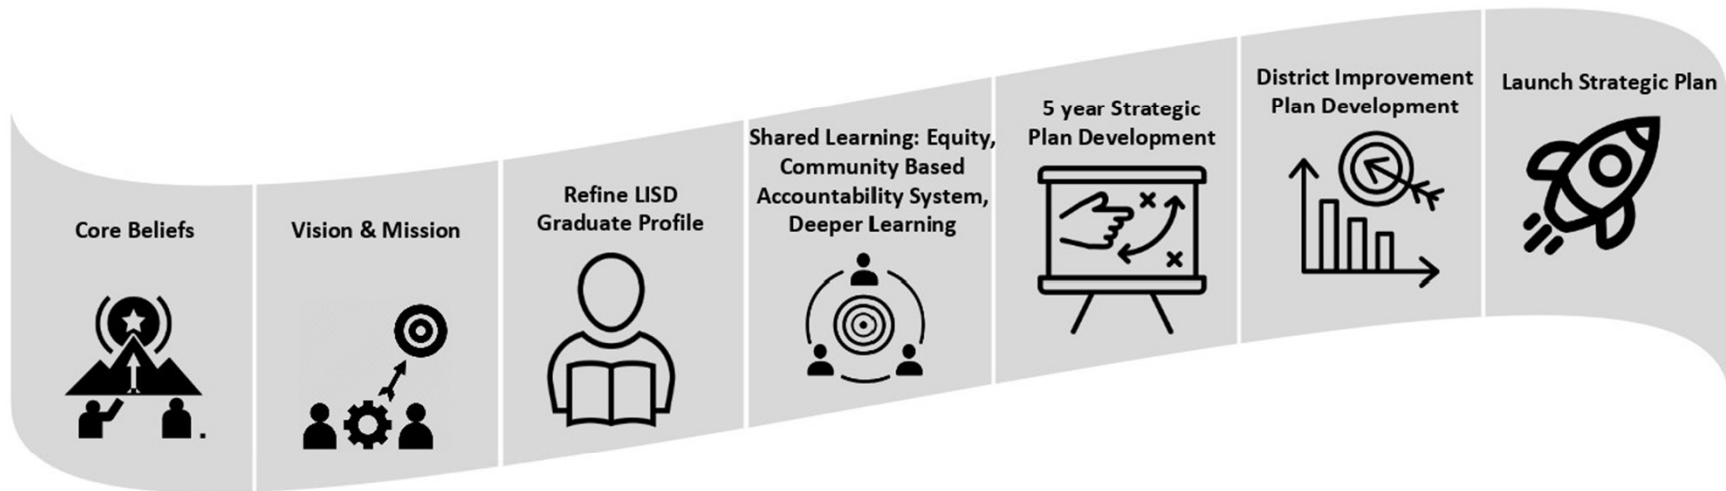 Core Beliefs
Vision & Mission
Refine LISD
Graduate Profile
Shared Learning: Equity,
Community Based
Accountability System,
Deeper Learning
5 year Strategic
Plan Development
District Improvement
Plan Development
Launch Strategic Plan